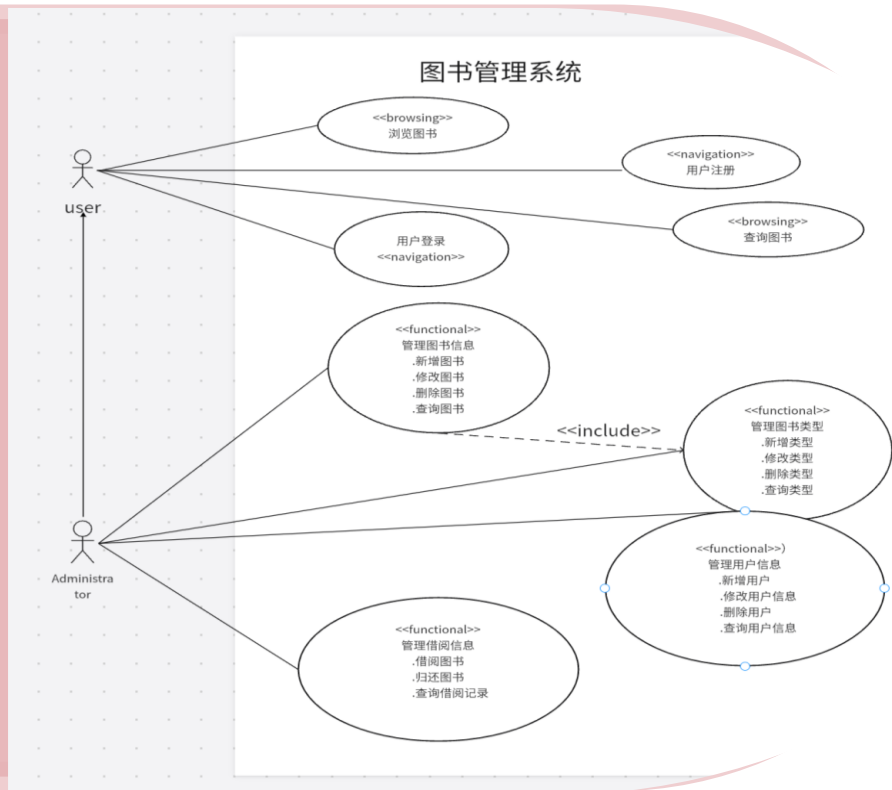 图书管理系统
<<browsing>>
浏览图书
<<navigation>>
用户注册
user
<<browsing>>
查询图书
用户登录
<<navigation>>
<<functional>>
管理图书信息
.新增图书
.修改图书
.删除图书
.查询图书
<<include>>
<<functional>>
管理图书类型
.新增类型
.修改类型
.删除类型
.查询类型
Administra
tor
<<functional>>）
管理用户信息
.新增用户
.修改用户信息
.删除用户
.查询用户信息
<<functional>>
管理借阅信息
.借阅图书
.归还图书
.查询借阅记录